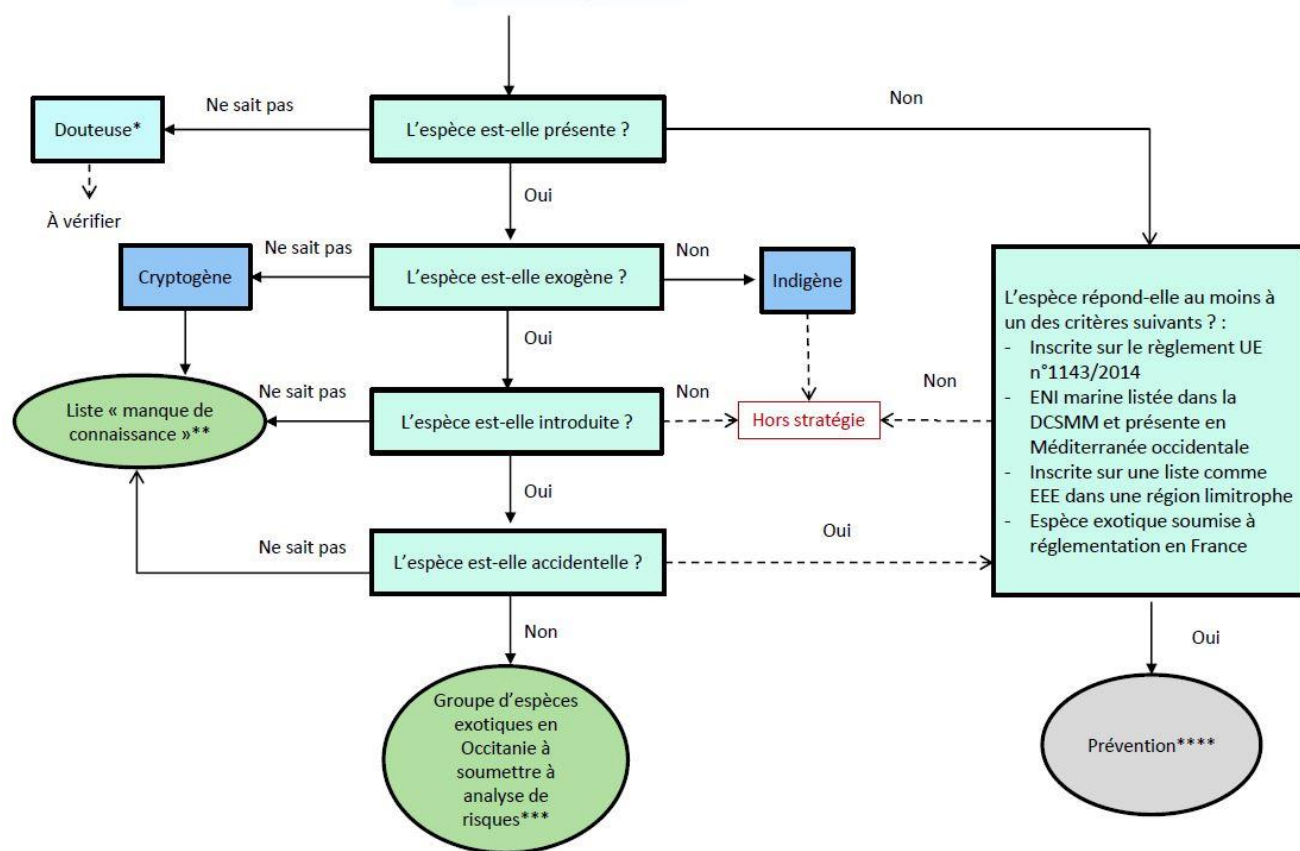 Ne sait pas
Non
Douteuse*
L'espèce est-elle présente ?
Oui
À vérifier
Ne sait pas
Non
Cryptogène
L'espèce est-elle exogène ?
Indigène
Oui
L'espèce répond-elle au moins à
un des critères suivants ? :
- Inscrite sur le règlement UE
n°1143/2014
- ENI marine listée dans la
DCSMM et présente en
Méditerranée occidentale
- Inscrite sur une liste comme
EEE dans une région limitrophe
- Espèce exotique soumise à
réglementation en France
Ne sait pas
Non
Non
Liste « manque de
connaissance »**
L'espèce est-elle introduite ?
Hors stratégie
Oui
Ne sait pas
Oui
L'espèce est-elle accidentelle ?
Non
Oui
Groupe d'espèces
exotiques en
Occitanie à
soumettre à
analyse de
risques***
Prévention****